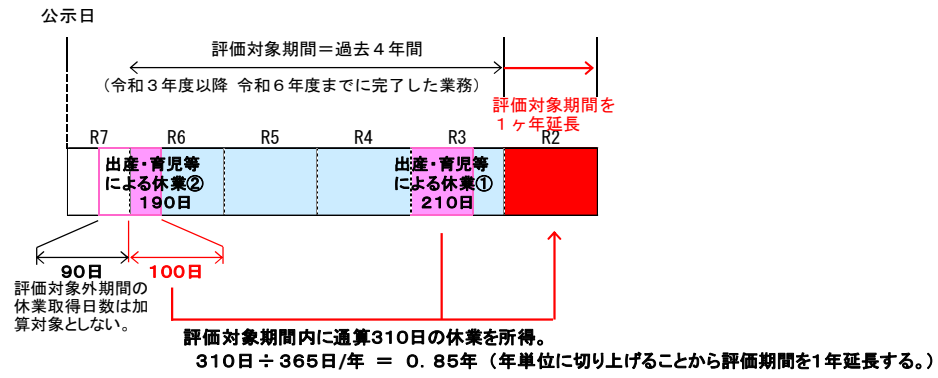 公示日
評価対象期間＝過去４年間
（令和３年度以降 令和６年度までに完了した業務）
評価対象期間を
１ヶ年延長
R7 R6 R5 R4 R3 R2
出産・育児等
による休業②
190日
出産・育児等
による休業①
210日
90日
100日
評価対象外期間の
休業取得日数は加
算対象としない。
評価対象期間内に通算310日の休業を所得。
310日÷365日/年 ＝ 0．85年（年単位に切り上げることから評価期間を1年延長する。）